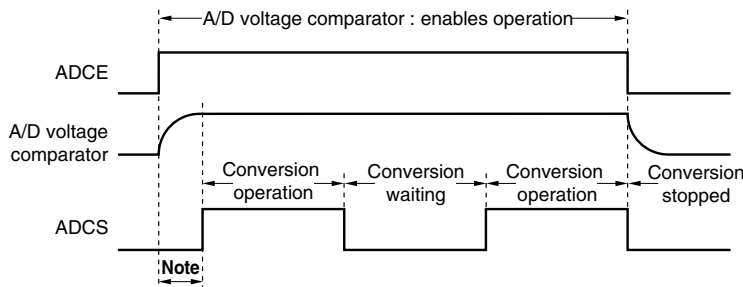 A/D voltage comparator : enables operation
ADCE
A/D voltage
comparator
Conversion
operation
Conversion
waiting
Conversion
operation
Conversion
stopped
ADCS
Note